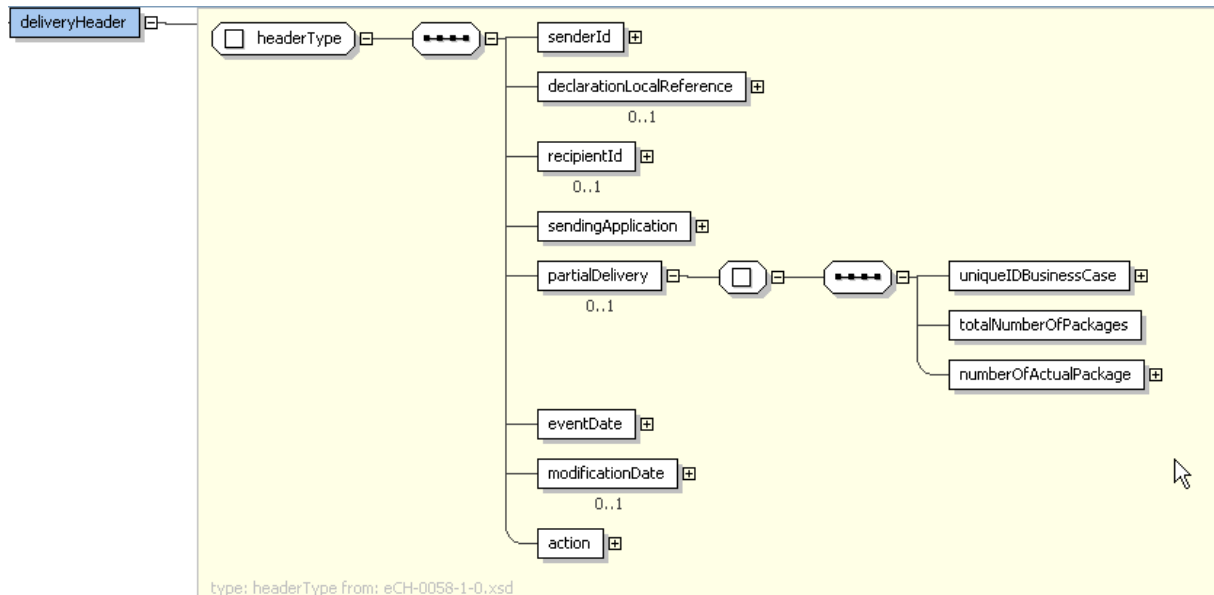 deliveryHeader
headerType
senderId
declarationLocalReference
0..1
recipientId
0..1
sendingApplication
partialDelivery
0..1
uniqueIDBusinessCase
totalNumberOfPackages
numberOfActualPackage
eventDate
modificationDate
0..1
action
type: headerType from: eCH-0058-1-0.xsd